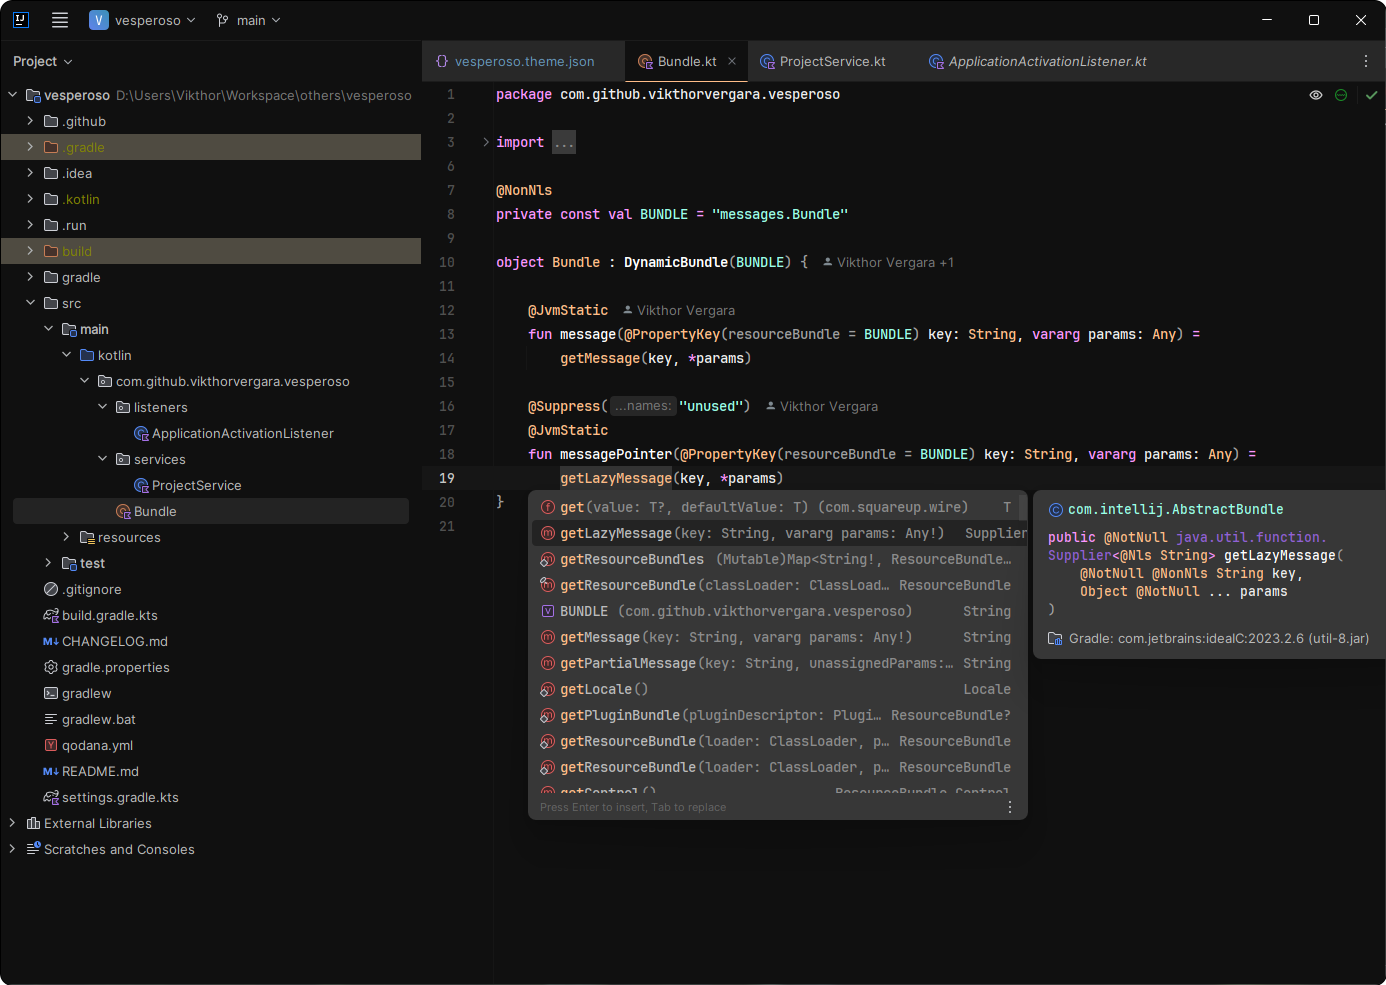 IJ
V vesperoso main
Project
vesperoso D:\Users\Vikthor\Workspace\others\vesperoso
.github
.gradle
.idea
.kotlin
.run
build
gradle
src
main
kotlin
com.github.vikthorvergara.vesperoso
listeners
ApplicationActivationListener
services
ProjectService
Bundle
resources
test
.gitignore
build.gradle.kts
M↓ CHANGELOG.md
gradle.properties
gradlew
gradlew.bat
Y qodana.yml
M↓ README.md
settings.gradle.kts
External Libraries
Scratches and Consoles
{} vesperoso.theme.json Bundle.kt ProjectService.kt ApplicationActivationListener.kt
1 package com.github.vikthorvergara.vesperoso
2
3 import ...
6
7 @NonNls
8 private const val BUNDLE = "messages.Bundle"
9
10 object Bundle : DynamicBundle(BUNDLE) { Vikthor Vergara +1
11
12 @JvmStatic Vikthor Vergara
13 fun message(@PropertyKey(resourceBundle = BUNDLE) key: String, vararg params: Any) =
14 getMessage(key, *params)
15
16 @Suppress( ...names: "unused") Vikthor Vergara
17 @JvmStatic
18 fun messagePointer(@PropertyKey(resourceBundle = BUNDLE) key: String, vararg params: Any) =
19 getLazyMessage(key, *params)
20 }
21
f get(value: T?, defaultValue: T) (com.squareup.wire) T
m getLazyMessage(key: String, vararg params: Any!) Supplier
m getResourceBundles (Mutable)Map<String!, ResourceBundle…
m getResourceBundle(classLoader: ClassLoad… ResourceBundle
V BUNDLE (com.github.vikthorvergara.vesperoso) String
m getMessage(key: String, vararg params: Any!) String
m getPartialMessage(key: String, unassignedParams:… String
m getLocale() Locale
m getPluginBundle(pluginDescriptor: Plugi… ResourceBundle?
m getResourceBundle(loader: ClassLoader, p… ResourceBundle
m getResourceBundle(loader: ClassLoader, p… ResourceBundle
m getControl() ResourceBundle.Control
Press Enter to insert, Tab to replace
C com.intellij.AbstractBundle
public @NotNull java.util.function.
Supplier<@Nls String> getLazyMessage(
@NotNull @NonNls String key,
Object @NotNull ... params
)
Gradle: com.jetbrains:ideaIC:2023.2.6 (util-8.jar)